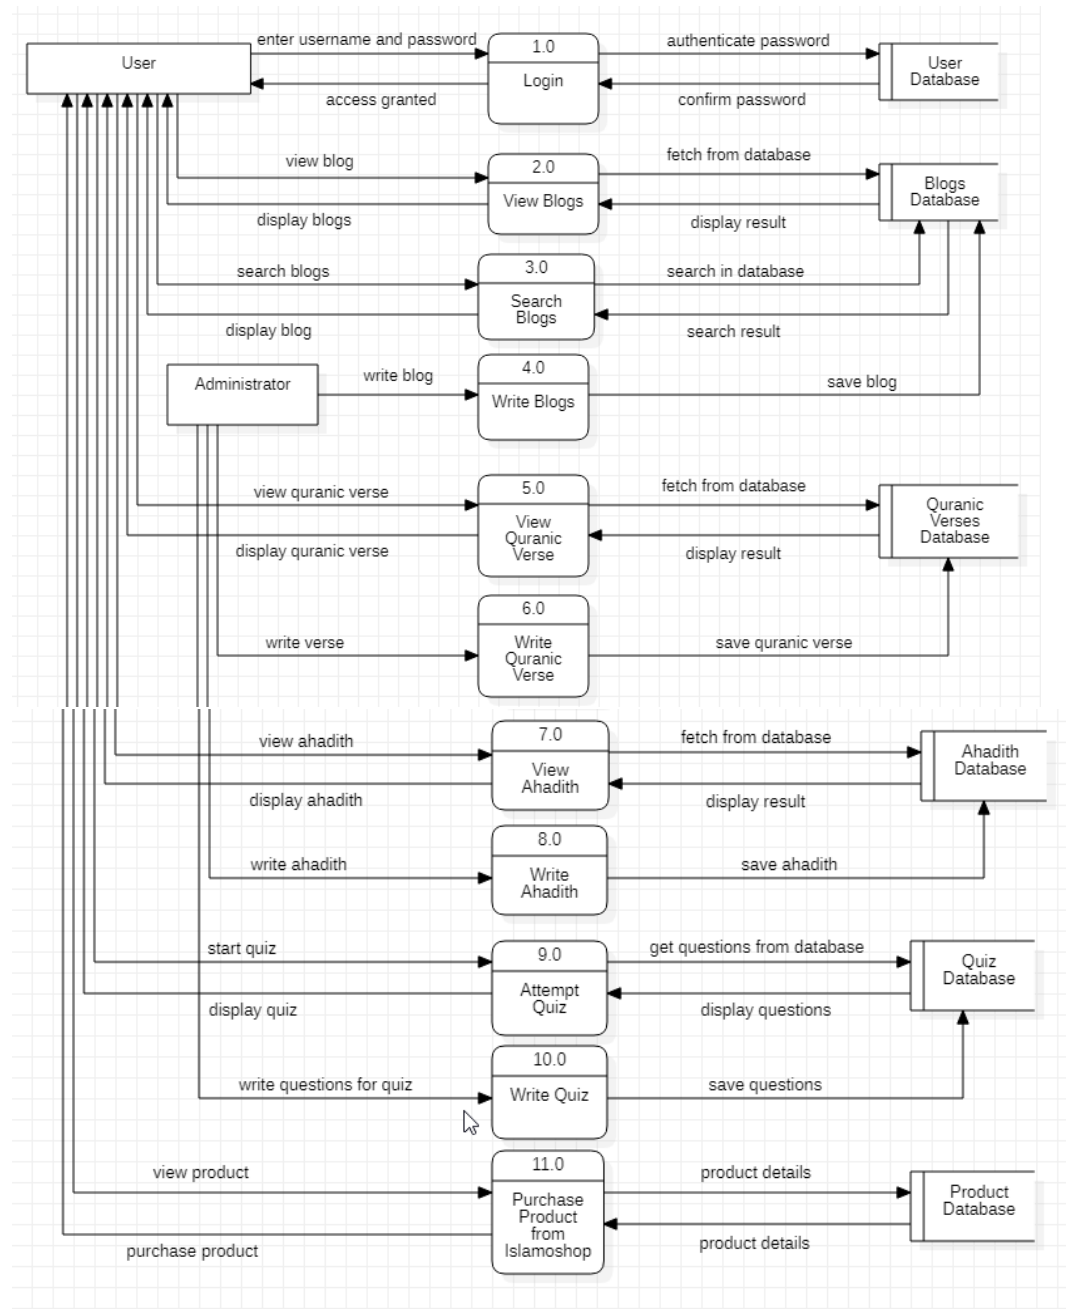 enter username and password
1.0
authenticate password
User
Login
User
Database
access granted
confirm password
view blog
2.0
fetch from database
View Blogs
Blogs
Database
display blogs
display result
search blogs
3.0
search in database
Search
Blogs
display blog
search result
Administrator
write blog
4.0
save blog
Write Blogs
view quranic verse
5.0
fetch from database
View
Quranic
Verse
Quranic
Verses
Database
display quranic verse
display result
6.0
write verse
Write
Quranic
Verse
save quranic verse
view ahadith
7.0
fetch from database
View
Ahadith
Ahadith
Database
display ahadith
display result
8.0
write ahadith
Write
Ahadith
save ahadith
start quiz
9.0
get questions from database
Attempt
Quiz
Quiz
Database
display quiz
display questions
10.0
write questions for quiz
Write Quiz
save questions
11.0
view product
product details
Purchase
Product
from
Islamoshop
Product
Database
purchase product
product details